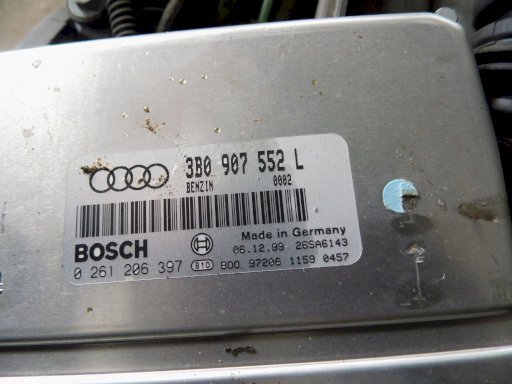 3B0 907 552 L
BENZIN 0002
BOSCH
Made in Germany
06.12.99 26SA6143
0 261 206 397 810 BOO 97206 1159 0457